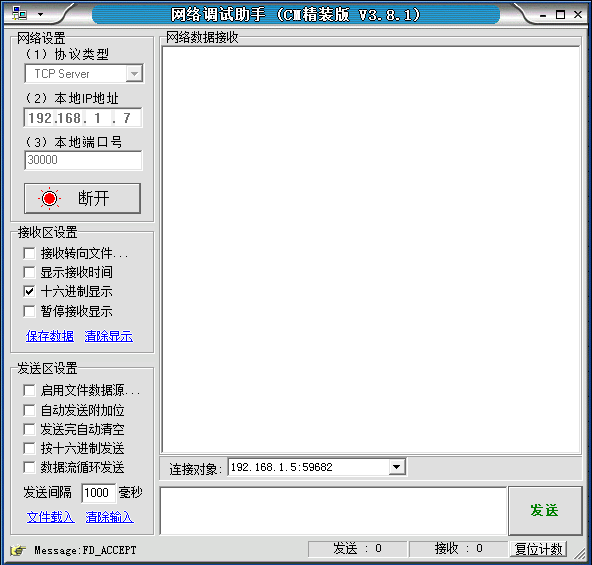 网络调试助手 (CM精装版 V3.8.1)
网络设置
(1) 协议类型
TCP Server
(2) 本地IP地址
192.168. 1 . 7
(3) 本地端口号
30000
断开
接收区设置
接收转向文件...
显示接收时间
十六进制显示
暂停接收显示
保存数据 清除显示
发送区设置
启用文件数据源...
自动发送附加位
发送完自动清空
按十六进制发送
数据流循环发送
发送间隔 1000 毫秒
文件载入 清除输入
网络数据接收
连接对象: 192.168.1.5:59682
发送
Message:FD_ACCEPT
发送 : 0
接收 : 0
复位计数